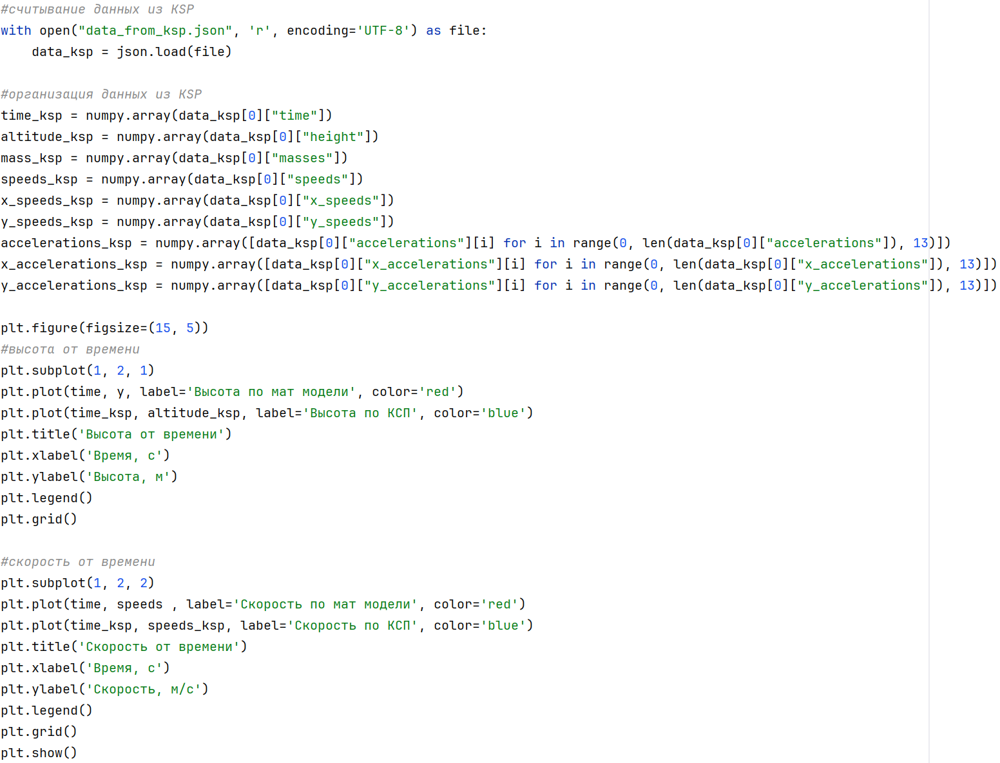 #считывание данных из KSP
with open("data_from_ksp.json", 'r', encoding='UTF-8') as file:
    data_ksp = json.load(file)
#организация данных из KSP
time_ksp = numpy.array(data_ksp[0]["time"])
altitude_ksp = numpy.array(data_ksp[0]["height"])
mass_ksp = numpy.array(data_ksp[0]["masses"])
speeds_ksp = numpy.array(data_ksp[0]["speeds"])
x_speeds_ksp = numpy.array(data_ksp[0]["x_speeds"])
y_speeds_ksp = numpy.array(data_ksp[0]["y_speeds"])
accelerations_ksp = numpy.array([data_ksp[0]["accelerations"][i] for i in range(0, len(data_ksp[0]["accelerations"]), 13)])
x_accelerations_ksp = numpy.array([data_ksp[0]["x_accelerations"][i] for i in range(0, len(data_ksp[0]["x_accelerations"]), 13)])
y_accelerations_ksp = numpy.array([data_ksp[0]["y_accelerations"][i] for i in range(0, len(data_ksp[0]["y_accelerations"]), 13)])
plt.figure(figsize=(15, 5))
#высота от времени
plt.subplot(1, 2, 1)
plt.plot(time, y, label='Высота по мат модели', color='red')
plt.plot(time_ksp, altitude_ksp, label='Высота по КСП', color='blue')
plt.title('Высота от времени')
plt.xlabel('Время, с')
plt.ylabel('Высота, м')
plt.legend()
plt.grid()
#скорость от времени
plt.subplot(1, 2, 2)
plt.plot(time, speeds , label='Скорость по мат модели', color='red')
plt.plot(time_ksp, speeds_ksp, label='Скорость по КСП', color='blue')
plt.title('Скорость от времени')
plt.xlabel('Время, с')
plt.ylabel('Скорость, м/с')
plt.legend()
plt.grid()
plt.show()